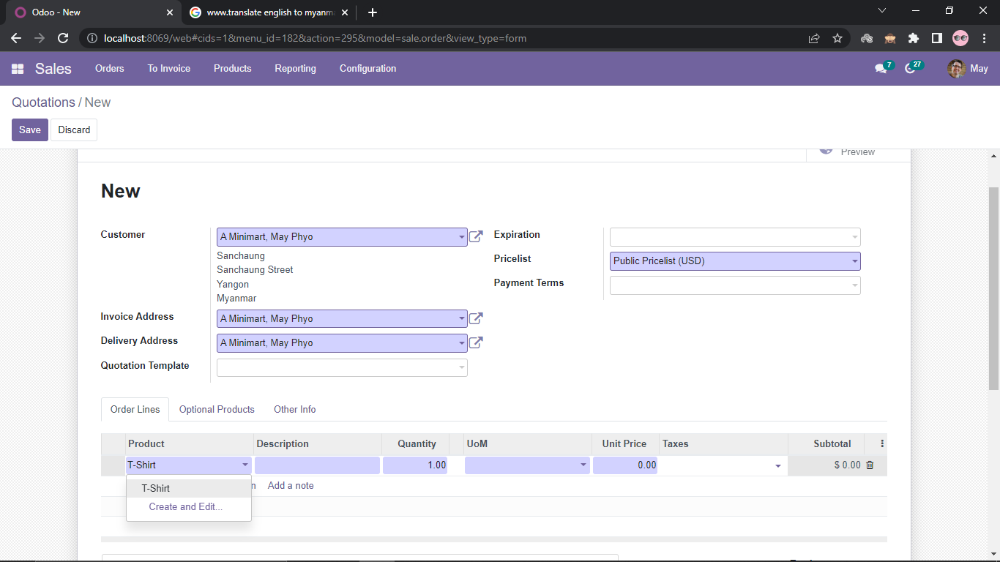 Odoo - New
www.translate english to myanma
localhost:8069/web#cids=1&menu_id=182&action=295&model=sale.order&view_type=form
Sales Orders To Invoice Products Reporting Configuration 7 27 May
Quotations / New
Save Discard
Preview
New
Customer A Minimart, May Phyo
Sanchaung
Sanchaung Street
Yangon
Myanmar
Invoice Address A Minimart, May Phyo
Delivery Address A Minimart, May Phyo
Quotation Template
Expiration
Pricelist Public Pricelist (USD)
Payment Terms
Order Lines Optional Products Other Info
Product Description Quantity UoM Unit Price Taxes Subtotal
T-Shirt 1.00 0.00 $ 0.00
T-Shirt
n Add a note
Create and Edit...